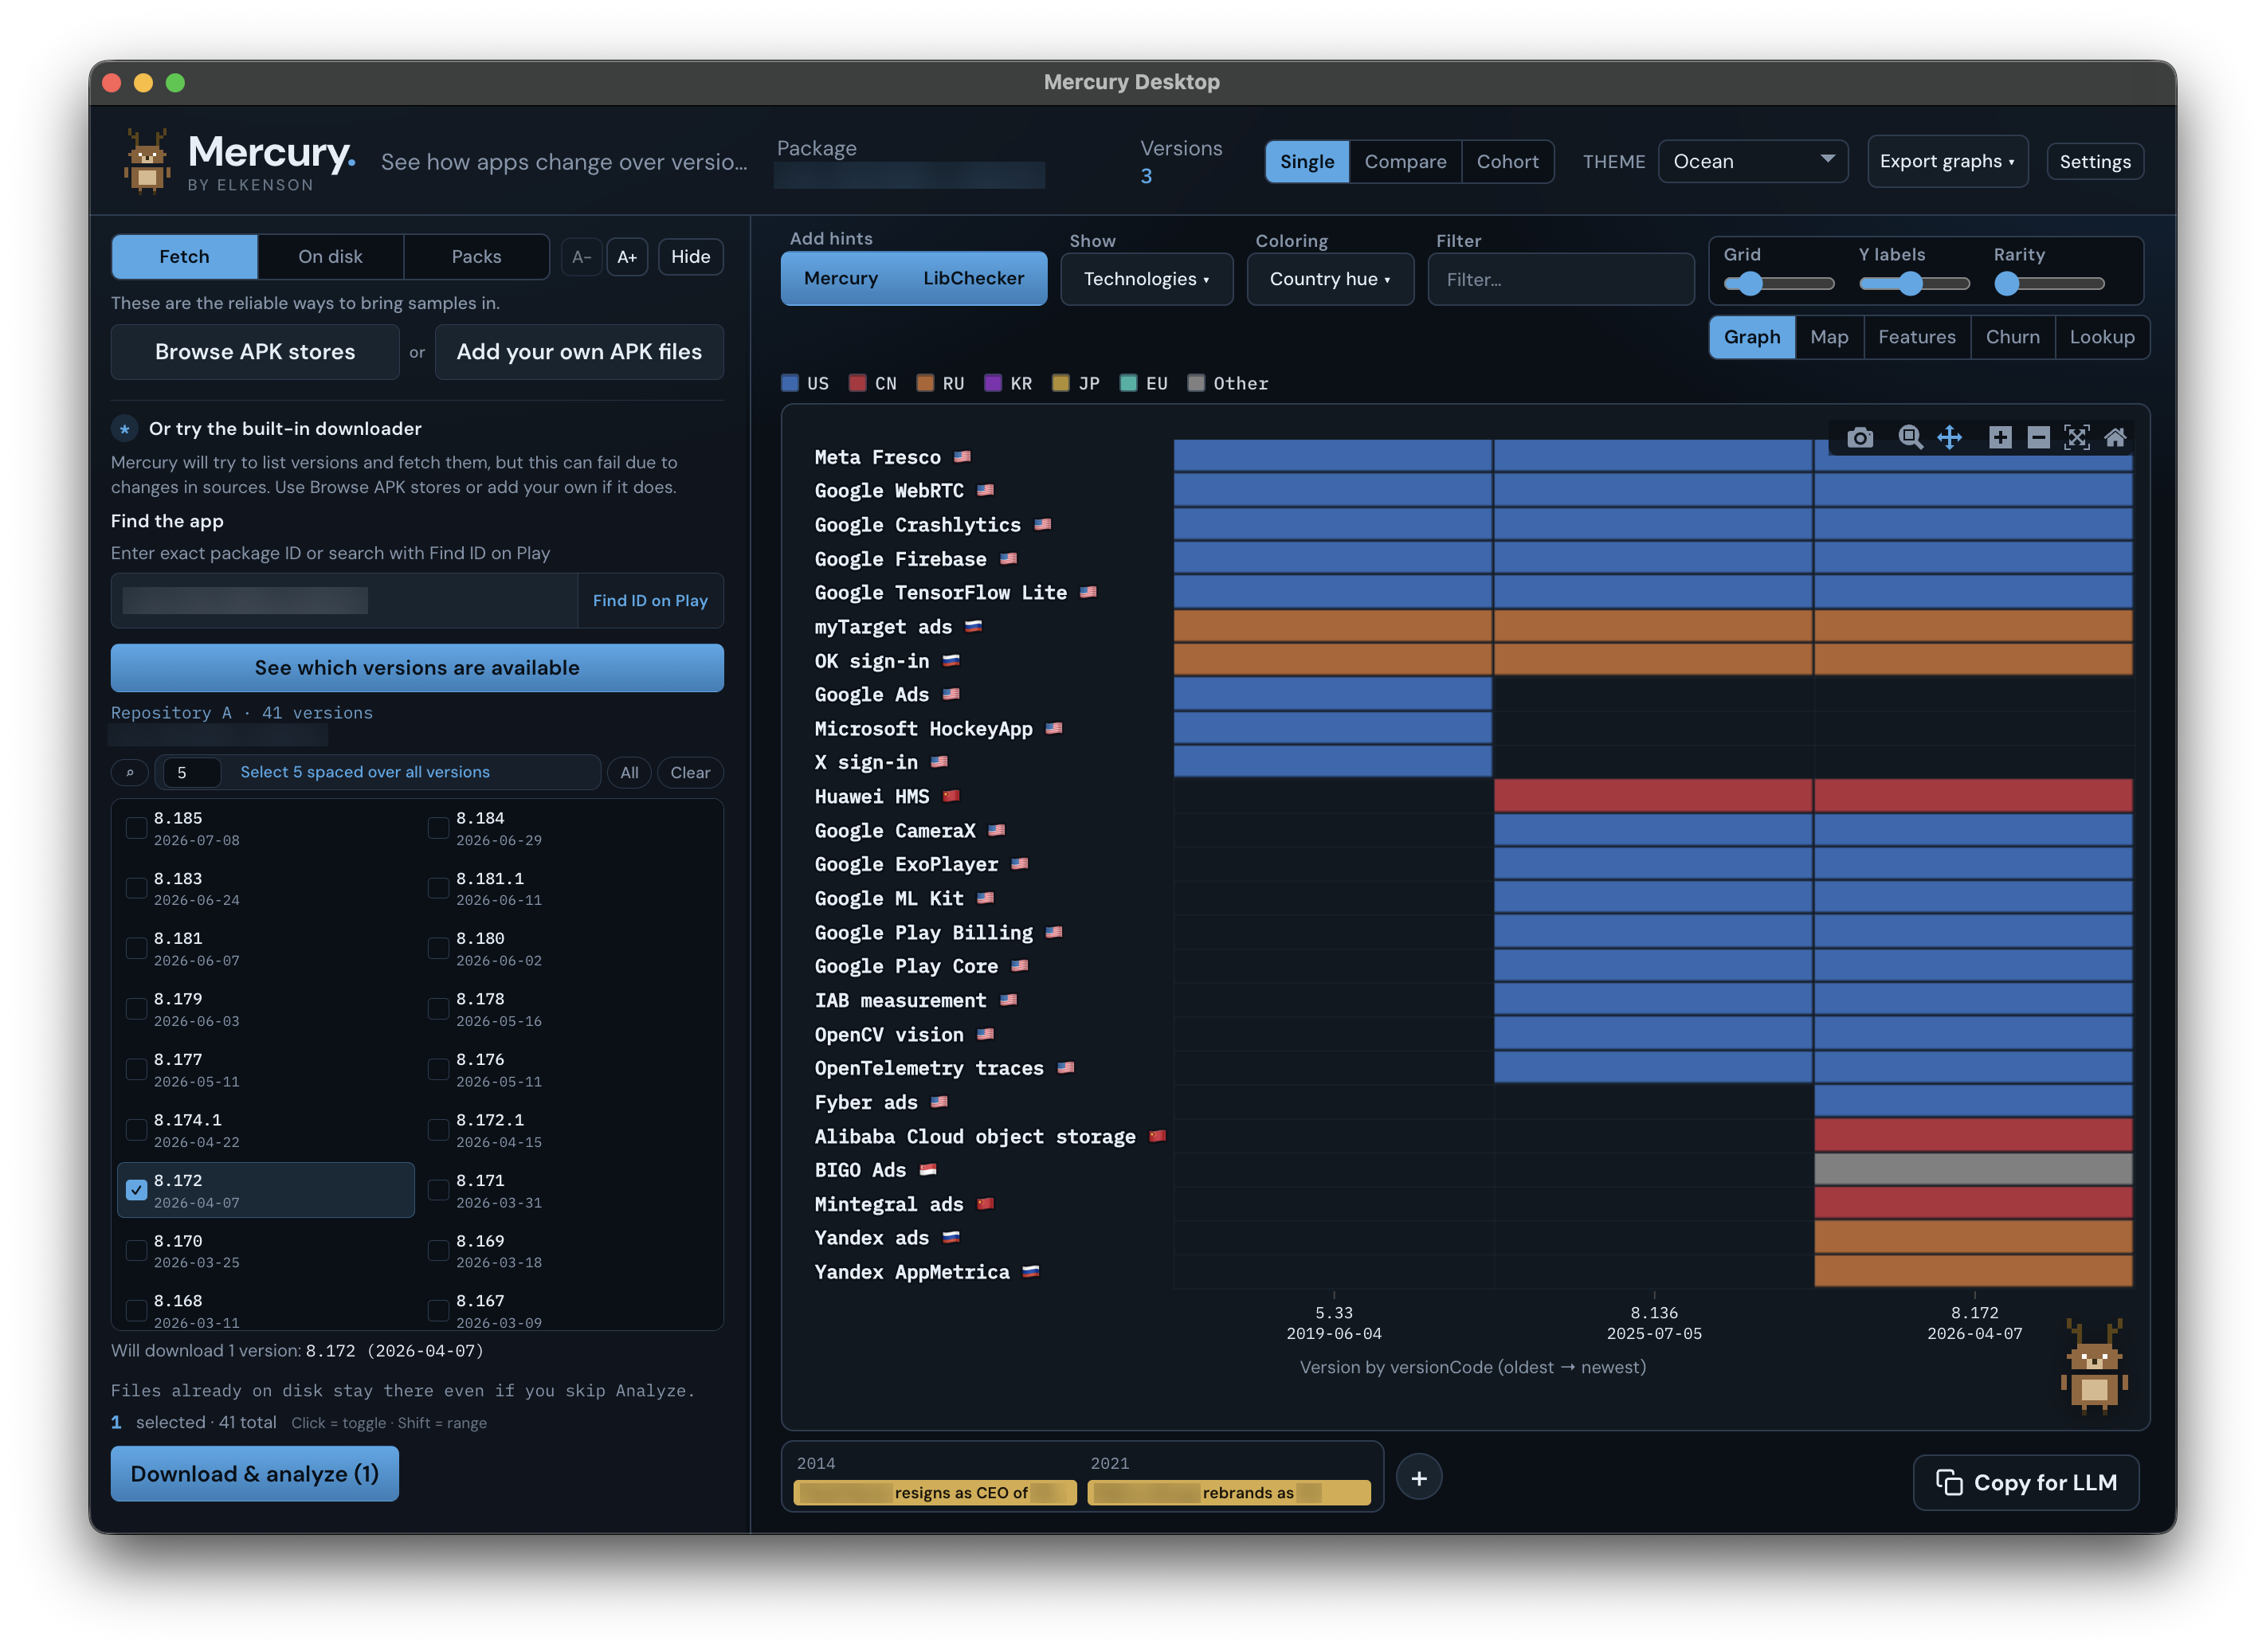 Mercury Desktop
Mercury.
BY ELKENSON
See how apps change over versio...
Package
Versions
3
Single
Compare
Cohort
THEME
Ocean
Export graphs ▾
Settings
Fetch
On disk
Packs
A-
A+
Hide
These are the reliable ways to bring samples in.
Browse APK stores
or
Add your own APK files
* Or try the built-in downloader
Mercury will try to list versions and fetch them, but this can fail due to
changes in sources. Use Browse APK stores or add your own if it does.
Find the app
Enter exact package ID or search with Find ID on Play
Find ID on Play
See which versions are available
Repository A · 41 versions
5
Select 5 spaced over all versions
All
Clear
8.185
2026-07-08
8.184
2026-06-29
8.183
2026-06-24
8.181.1
2026-06-11
8.181
2026-06-07
8.180
2026-06-02
8.179
2026-06-03
8.178
2026-05-16
8.177
2026-05-11
8.176
2026-05-11
8.174.1
2026-04-22
8.172.1
2026-04-15
8.172
2026-04-07
8.171
2026-03-31
8.170
2026-03-25
8.169
2026-03-18
8.168
2026-03-11
8.167
2026-03-09
Will download 1 version: 8.172 (2026-04-07)
Files already on disk stay there even if you skip Analyze.
1 selected · 41 total Click = toggle · Shift = range
Download & analyze (1)
Add hints
Mercury
LibChecker
Show
Technologies ▾
Coloring
Country hue ▾
Filter
Filter...
Grid
Y labels
Rarity
Graph
Map
Features
Churn
Lookup
US
CN
RU
KR
JP
EU
Other
Meta Fresco
Google WebRTC
Google Crashlytics
Google Firebase
Google TensorFlow Lite
myTarget ads
OK sign-in
Google Ads
Microsoft HockeyApp
X sign-in
Huawei HMS
Google CameraX
Google ExoPlayer
Google ML Kit
Google Play Billing
Google Play Core
IAB measurement
OpenCV vision
OpenTelemetry traces
Fyber ads
Alibaba Cloud object storage
BIGO Ads
Mintegral ads
Yandex ads
Yandex AppMetrica
5.33
2019-06-04
8.136
2025-07-05
8.172
2026-04-07
Version by versionCode (oldest → newest)
2014
resigns as CEO of
2021
rebrands as
+
Copy for LLM